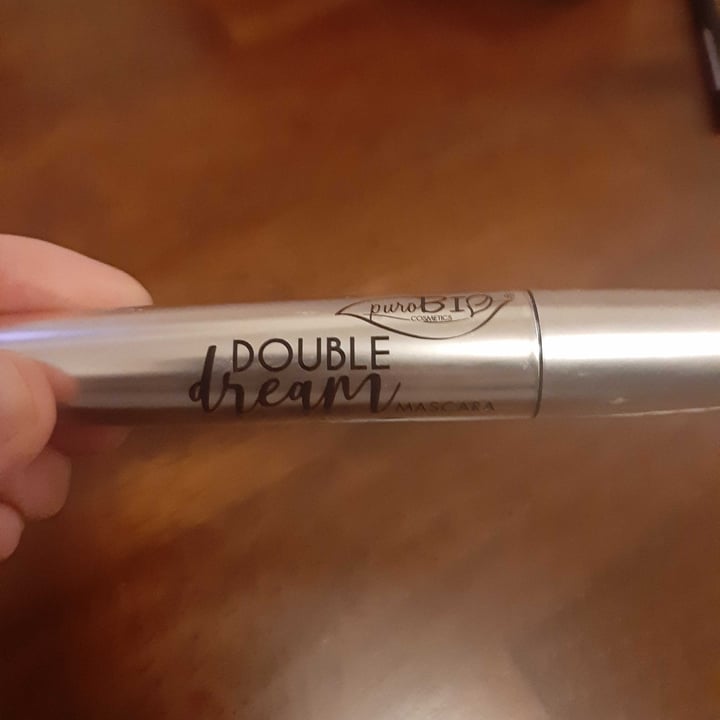 puroBIO
COSMETICS
DOUBLE
dream
MASCARA